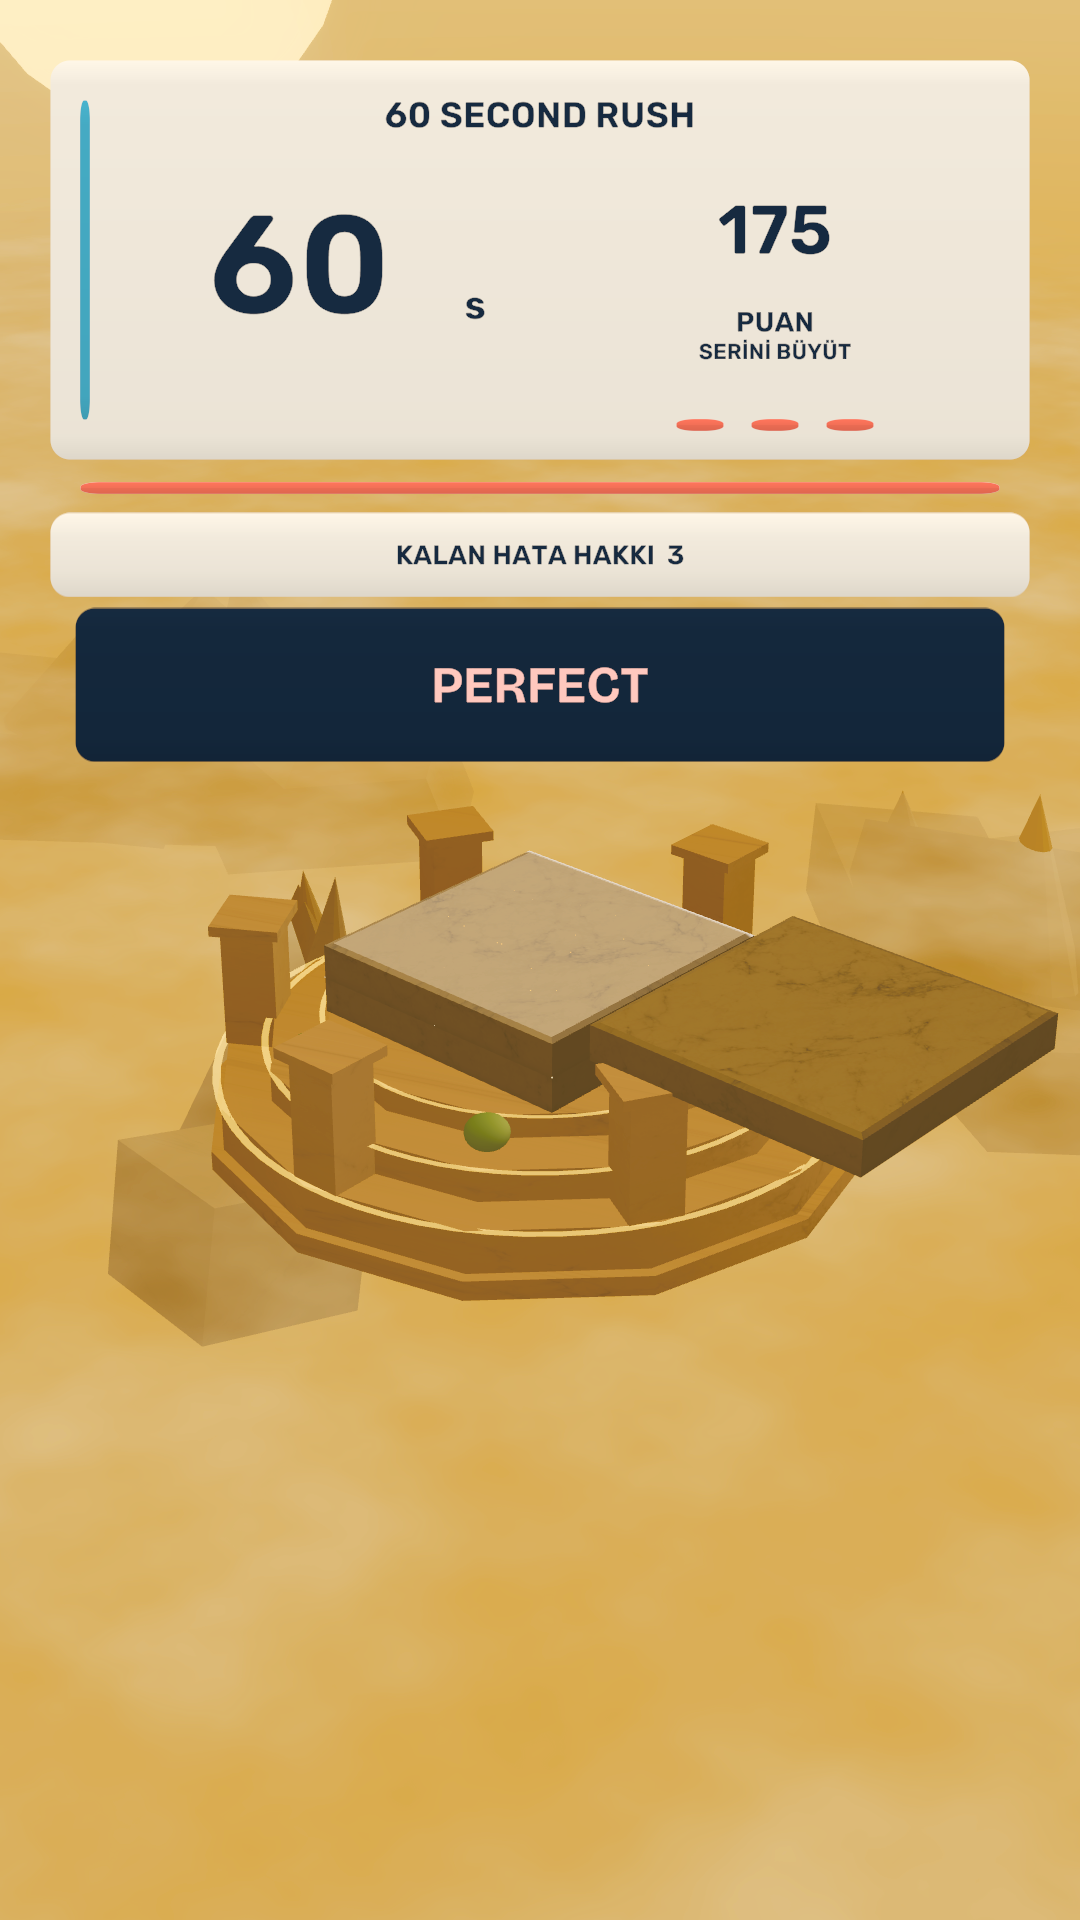 60 SECOND RUSH
60 s
175
PUAN
SERİNİ BÜYÜT
KALAN HATA HAKKI 3
PERFECT